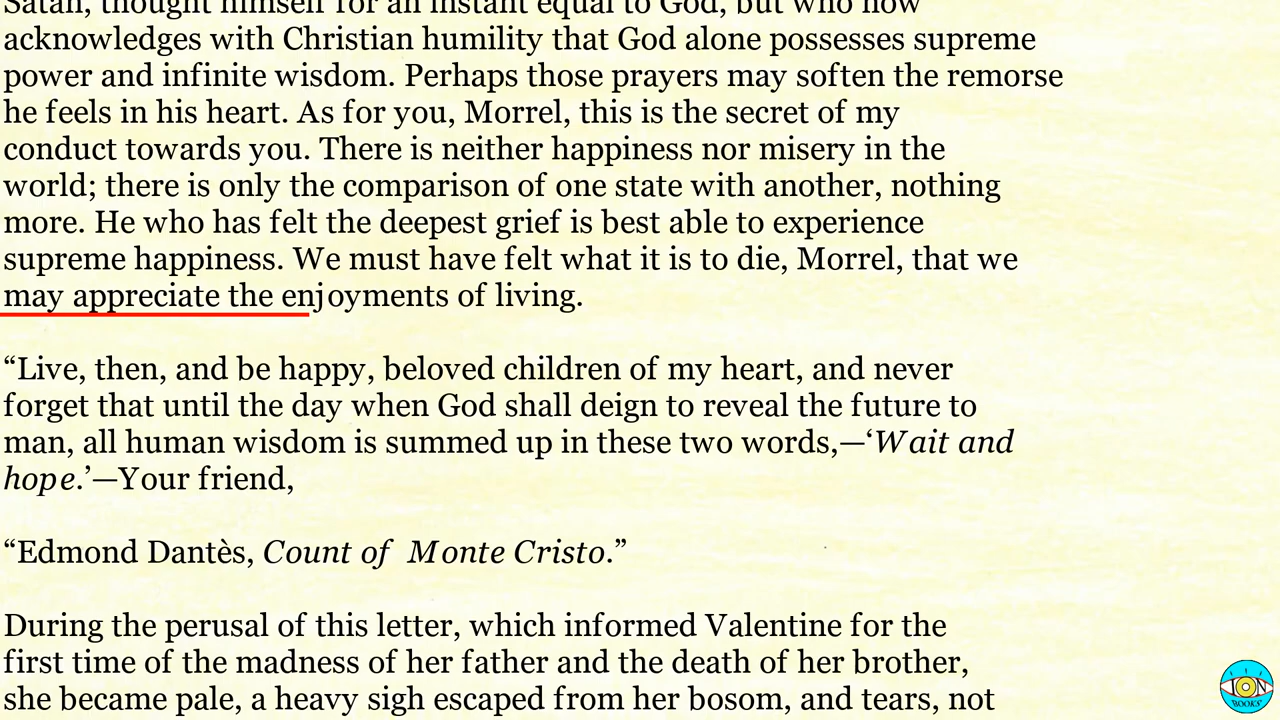 Satan, thought himself for an instant equal to God, but who now
acknowledges with Christian humility that God alone possesses supreme
power and infinite wisdom. Perhaps those prayers may soften the remorse
he feels in his heart. As for you, Morrel, this is the secret of my
conduct towards you. There is neither happiness nor misery in the
world; there is only the comparison of one state with another, nothing
more. He who has felt the deepest grief is best able to experience
supreme happiness. We must have felt what it is to die, Morrel, that we
may appreciate the enjoyments of living.
“Live, then, and be happy, beloved children of my heart, and never
forget that until the day when God shall deign to reveal the future to
man, all human wisdom is summed up in these two words,—‘Wait and
hope.’—Your friend,
“Edmond Dantès, Count of Monte Cristo.”
During the perusal of this letter, which informed Valentine for the
first time of the madness of her father and the death of her brother,
she became pale, a heavy sigh escaped from her bosom, and tears, not
ION
BOOKS